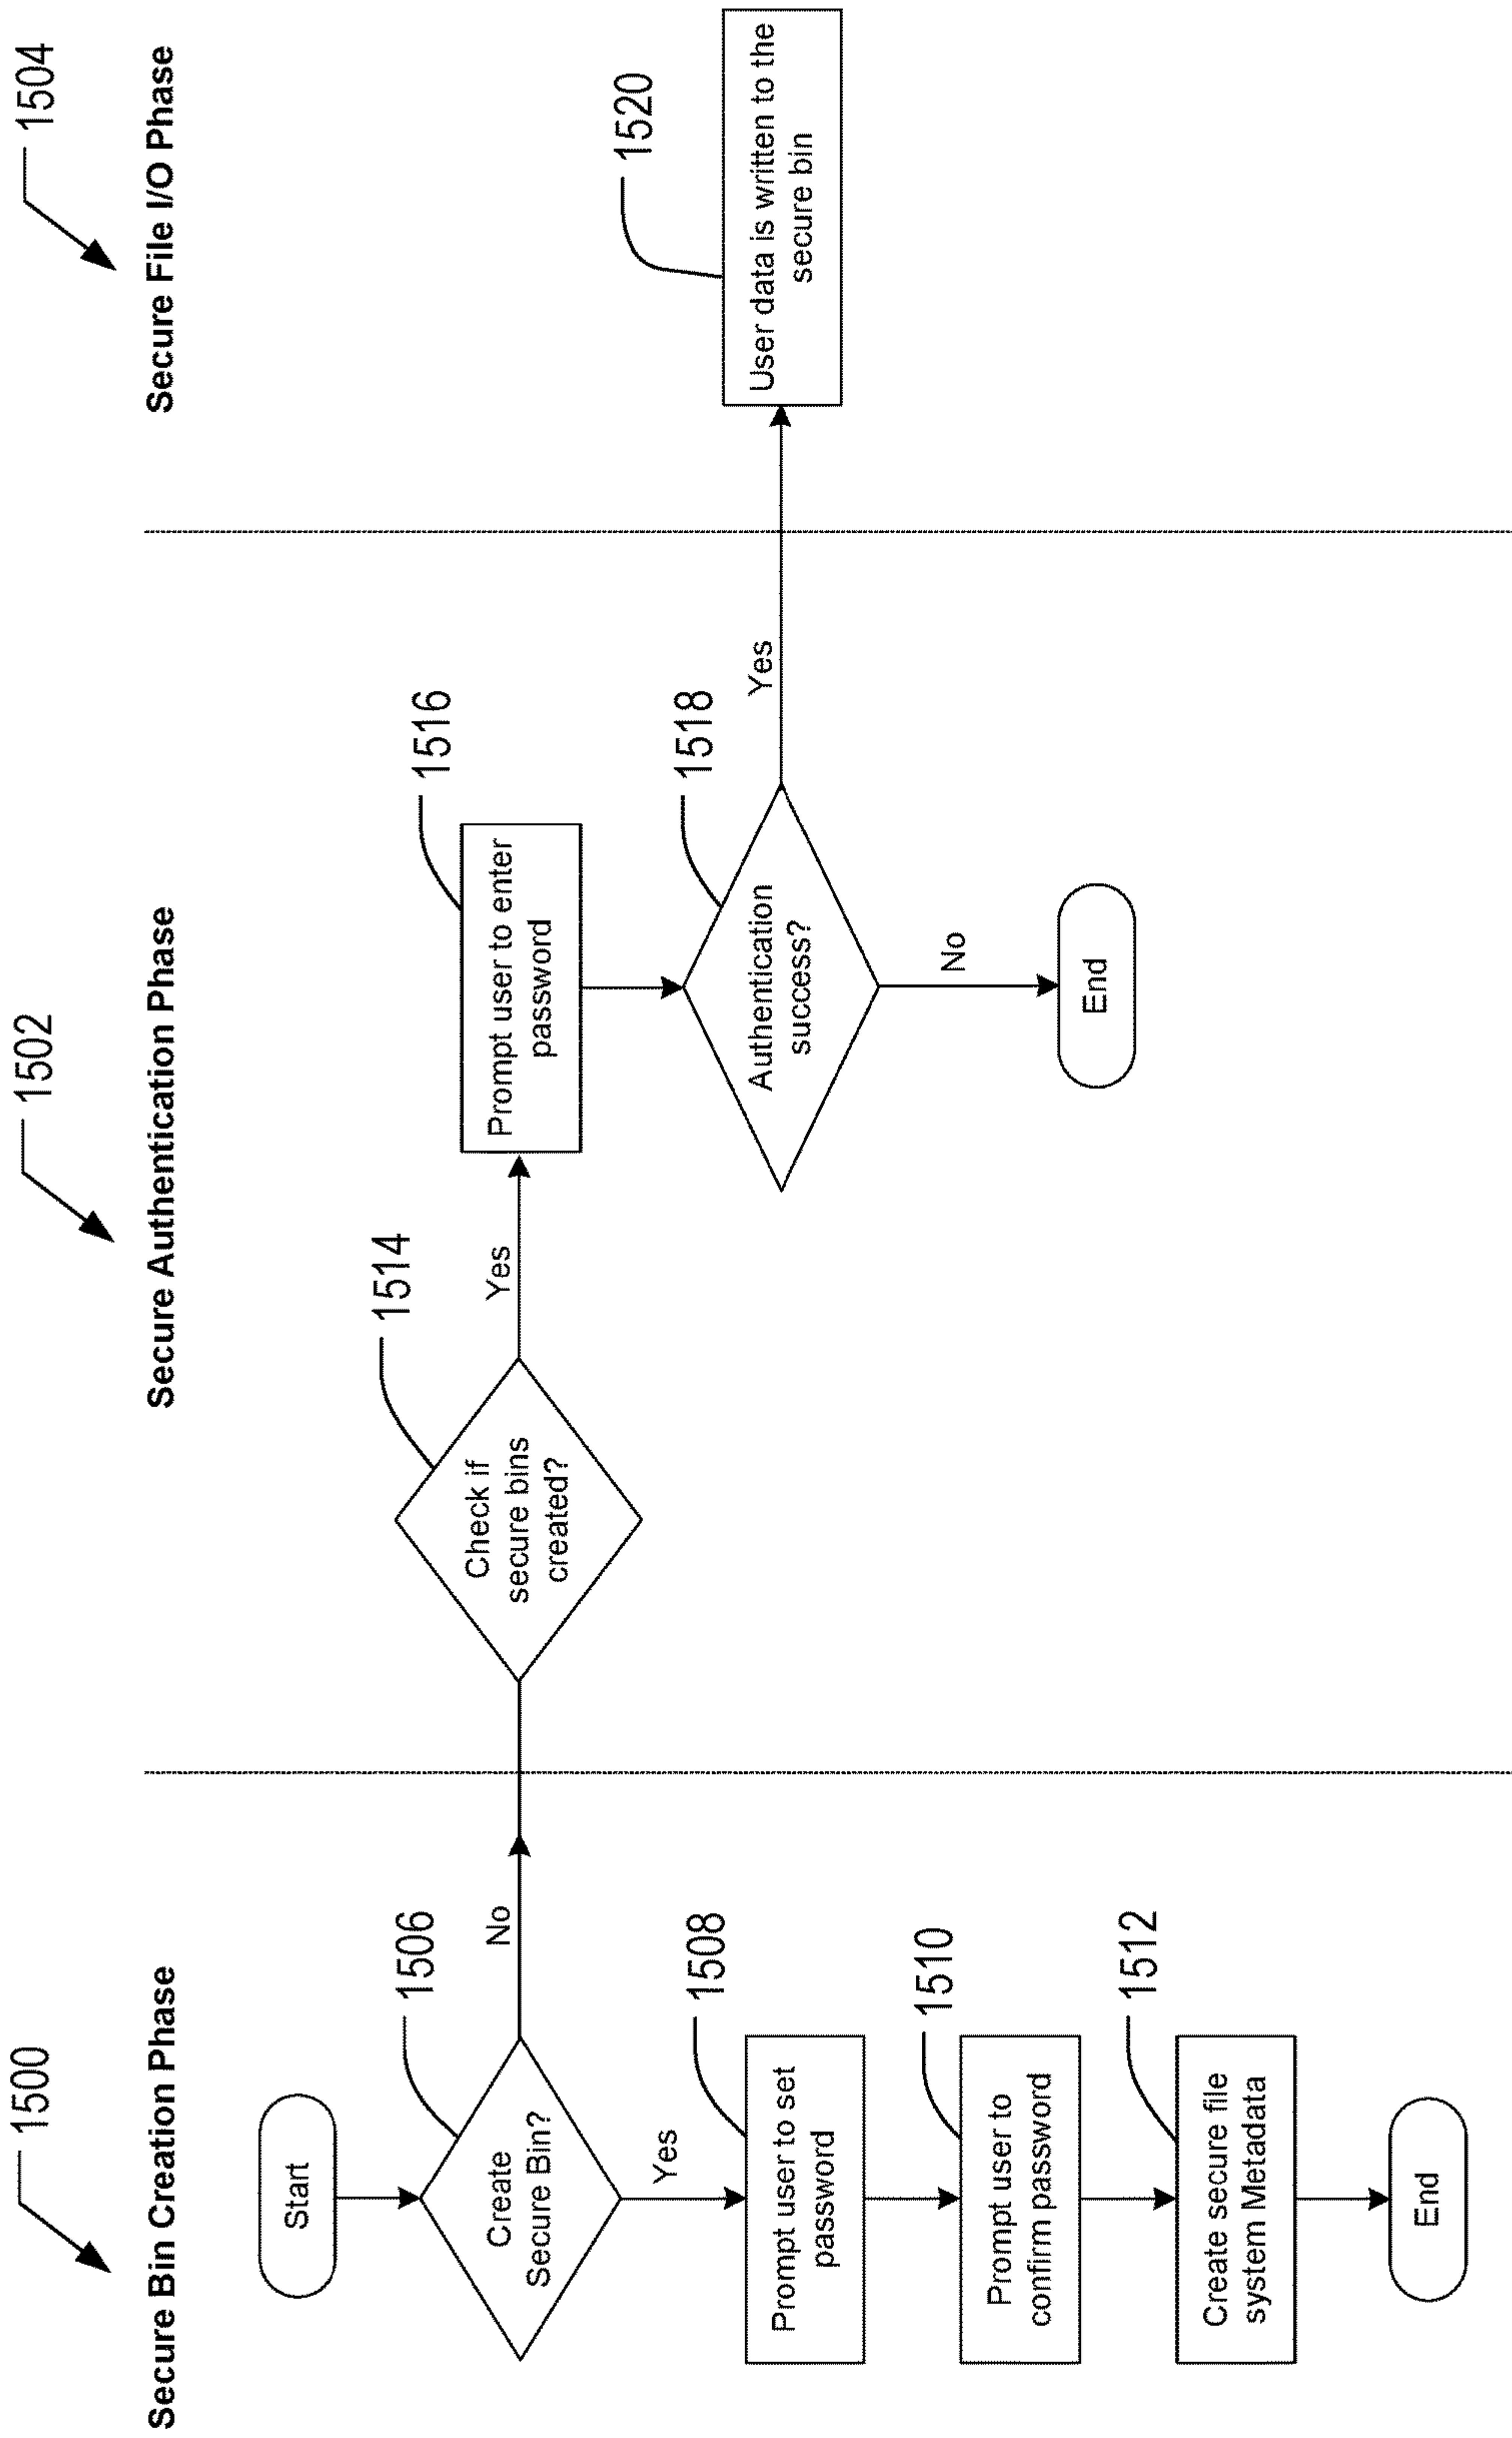 1500
Secure Bin Creation Phase
Start
1506
Create
Secure Bin?
No
Yes
1508
Prompt user to set
password
1510
Prompt user to
confirm password
1512
Create secure file
system Metadata
End
1502
Secure Authentication Phase
1514
Check if
secure bins
created?
Yes
1516
Prompt user to enter
password
1518
Authentication
success?
Yes
No
End
1504
Secure File I/O Phase
1520
User data is written to the
secure bin